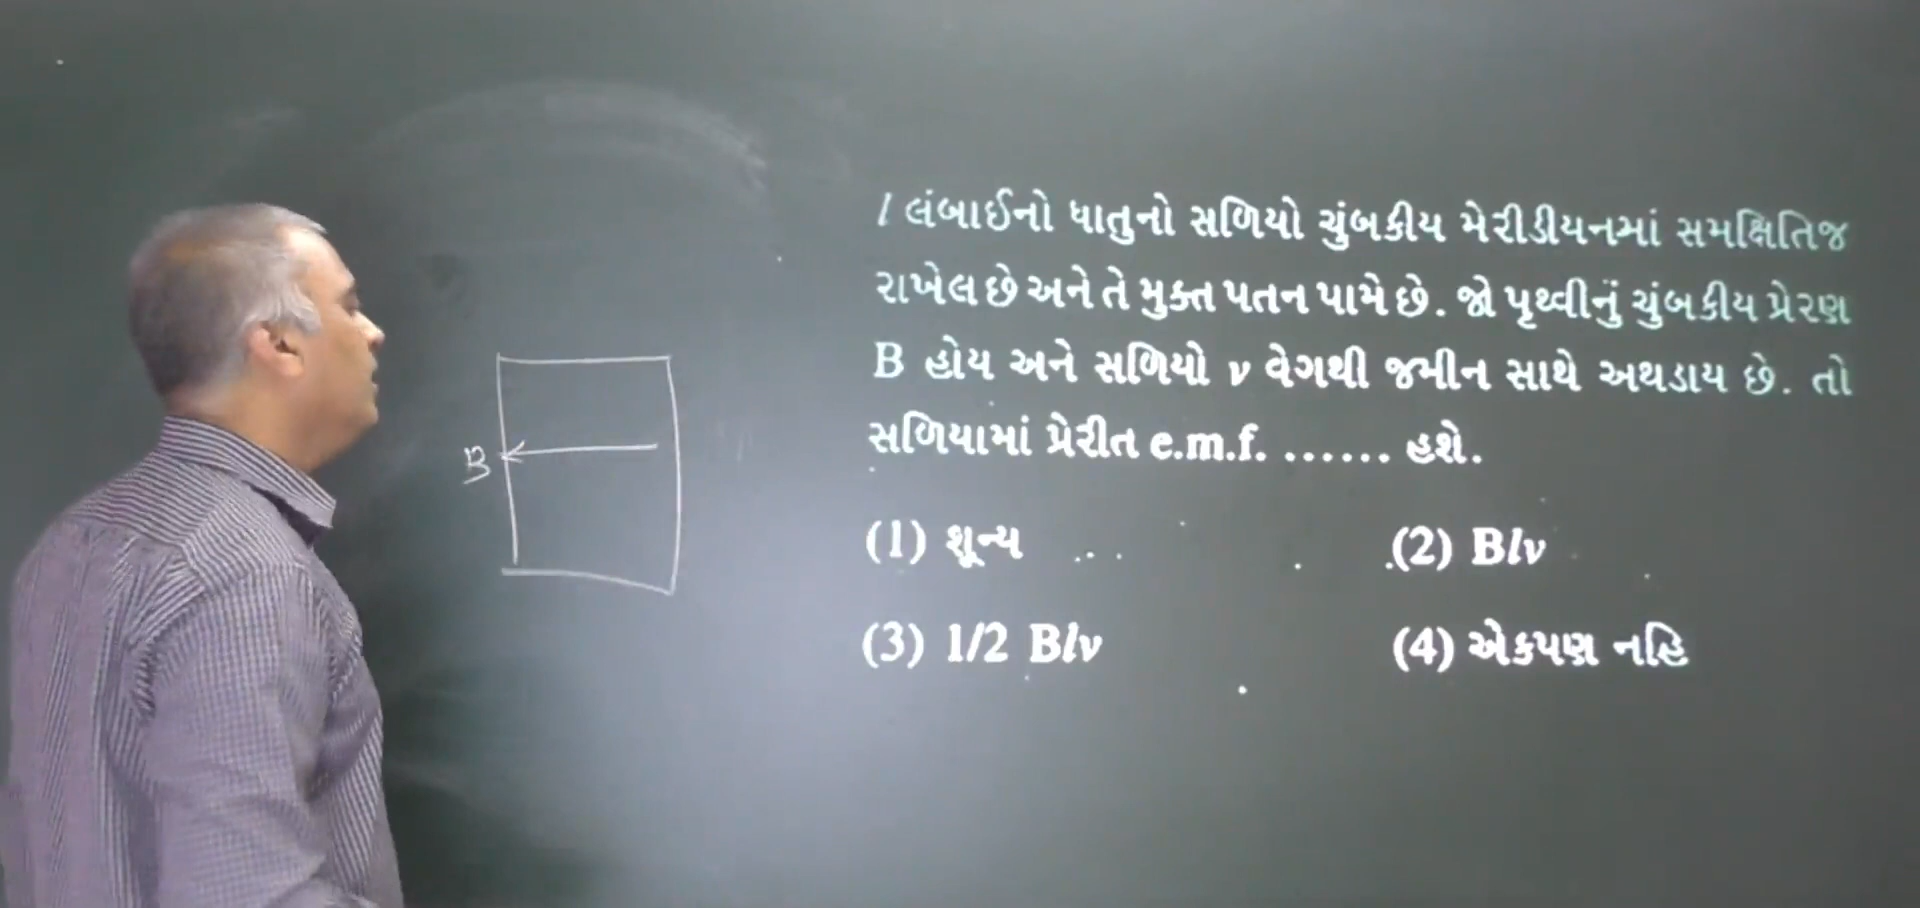 l લંબાઈનો ધાતુનો સળિયો ચુંબકીય મેરીડીયનમાં સમક્ષિતિજ
રાખેલ છે અને તે મુક્ત પતન પામે છે. જો પૃથ્વીનું ચુંબકીય પ્રેરણ
B હોય અને સળિયો v વેગથી જમીન સાથે અથડાય છે. તો
સળિયામાં પ્રેરીત e.m.f. ....... હશે.
(1) શૂન્ય (2) Blv
(3) 1/2 Blv (4) એકપણ નહિ
B